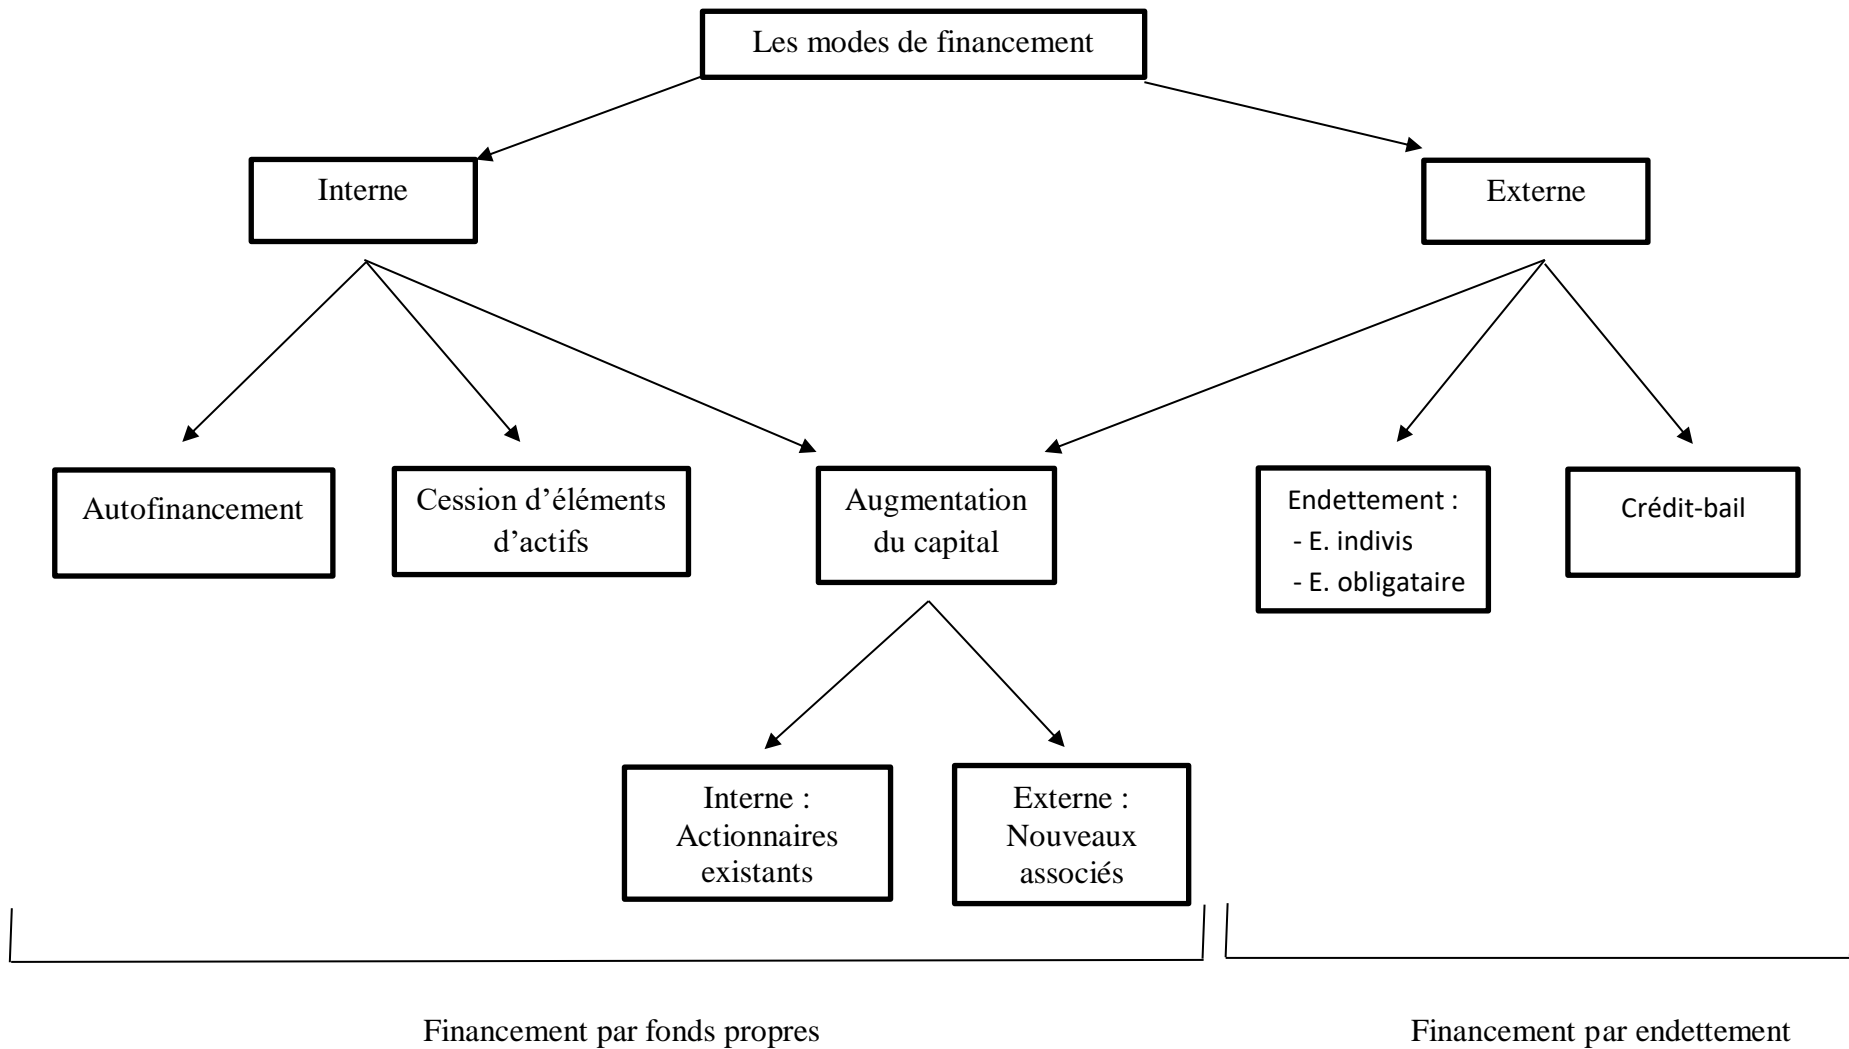 Les modes de financement
Interne
Externe
Autofinancement
Cession d’éléments
d’actifs
Augmentation
du capital
Endettement :
- E. indivis
- E. obligataire
Crédit-bail
Interne :
Actionnaires
existants
Externe :
Nouveaux
associés
Financement par fonds propres
Financement par endettement